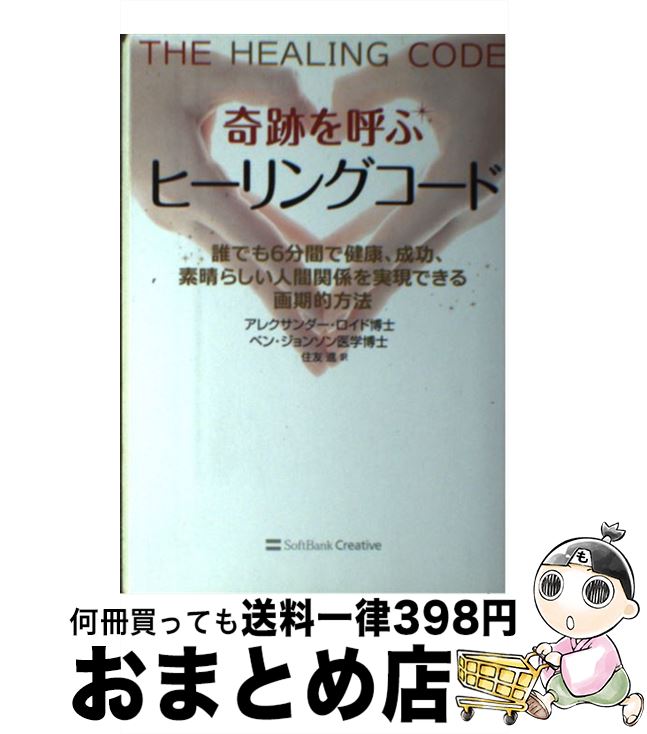 THE HEALING CODE
奇跡を呼ぶ
ヒーリングコード
誰でも6分間で健康、成功、
素晴らしい人間関係を実現できる
画期的方法
アレクサンダー・ロイド博士
ベン・ジョンソン医学博士
住友 進 訳
SoftBank Creative
何冊買っても送料一律398円
おまとめ店
も